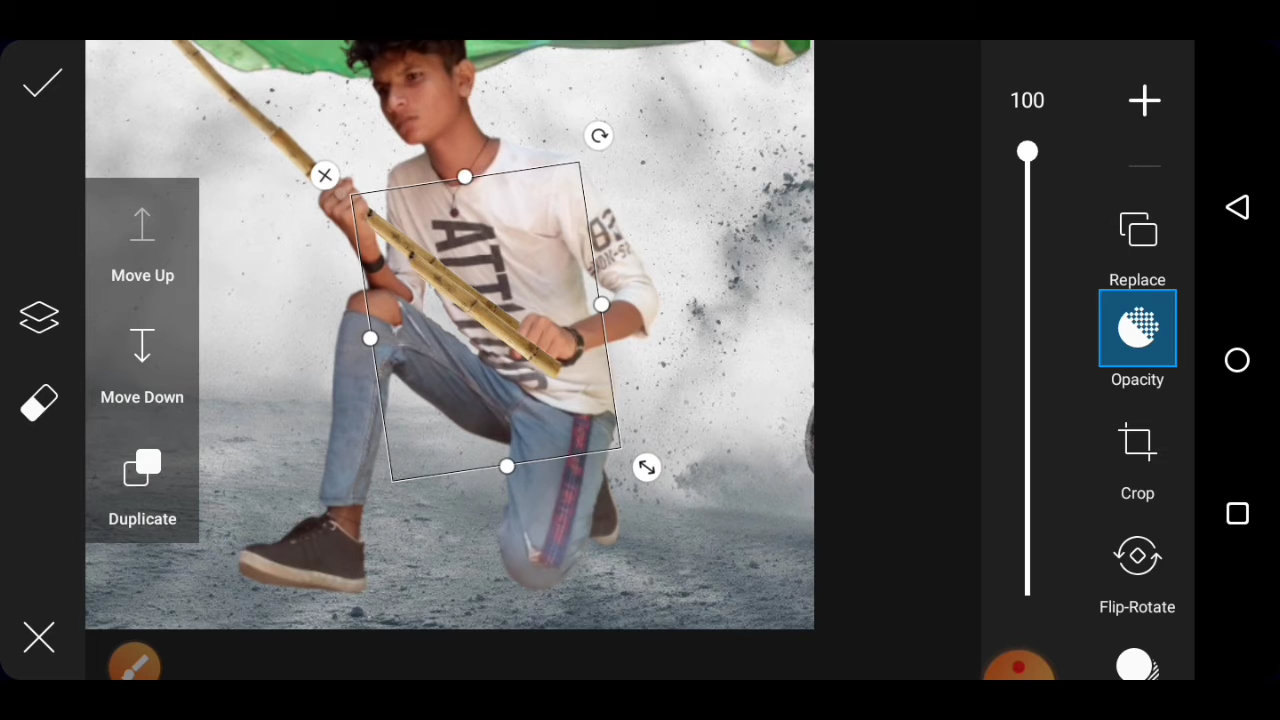 100
Move Up
Move Down
Duplicate
Replace
Opacity
Crop
Flip-Rotate